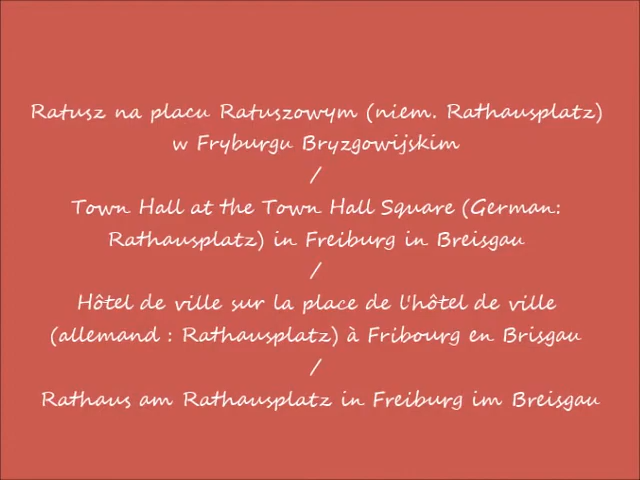 Ratusz na placu Ratuszowym (niem. Rathausplatz)
w Fryburgu Bryzgowijskim
/
Town Hall at the Town Hall Square (German:
Rathausplatz) in Freiburg in Breisgau
/
Hôtel de ville sur la place de l'hôtel de ville
(allemand : Rathausplatz) à Fribourg en Brisgau
/
Rathaus am Rathausplatz in Freiburg im Breisgau